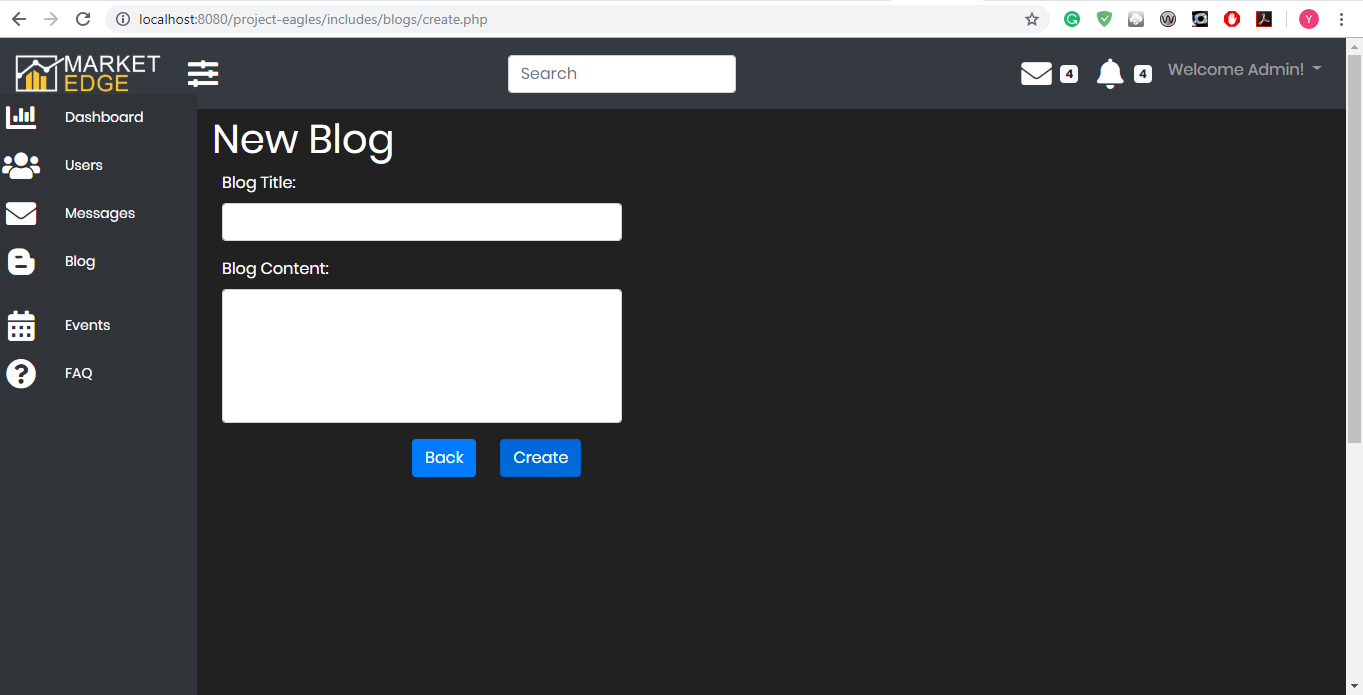 localhost:8080/project-eagles/includes/blogs/create.php
Y
MARKET
EDGE
Search
4
4
Welcome Admin!
Dashboard
Users
Messages
Blog
Events
FAQ
New Blog
Blog Title:
Blog Content:
Back
Create